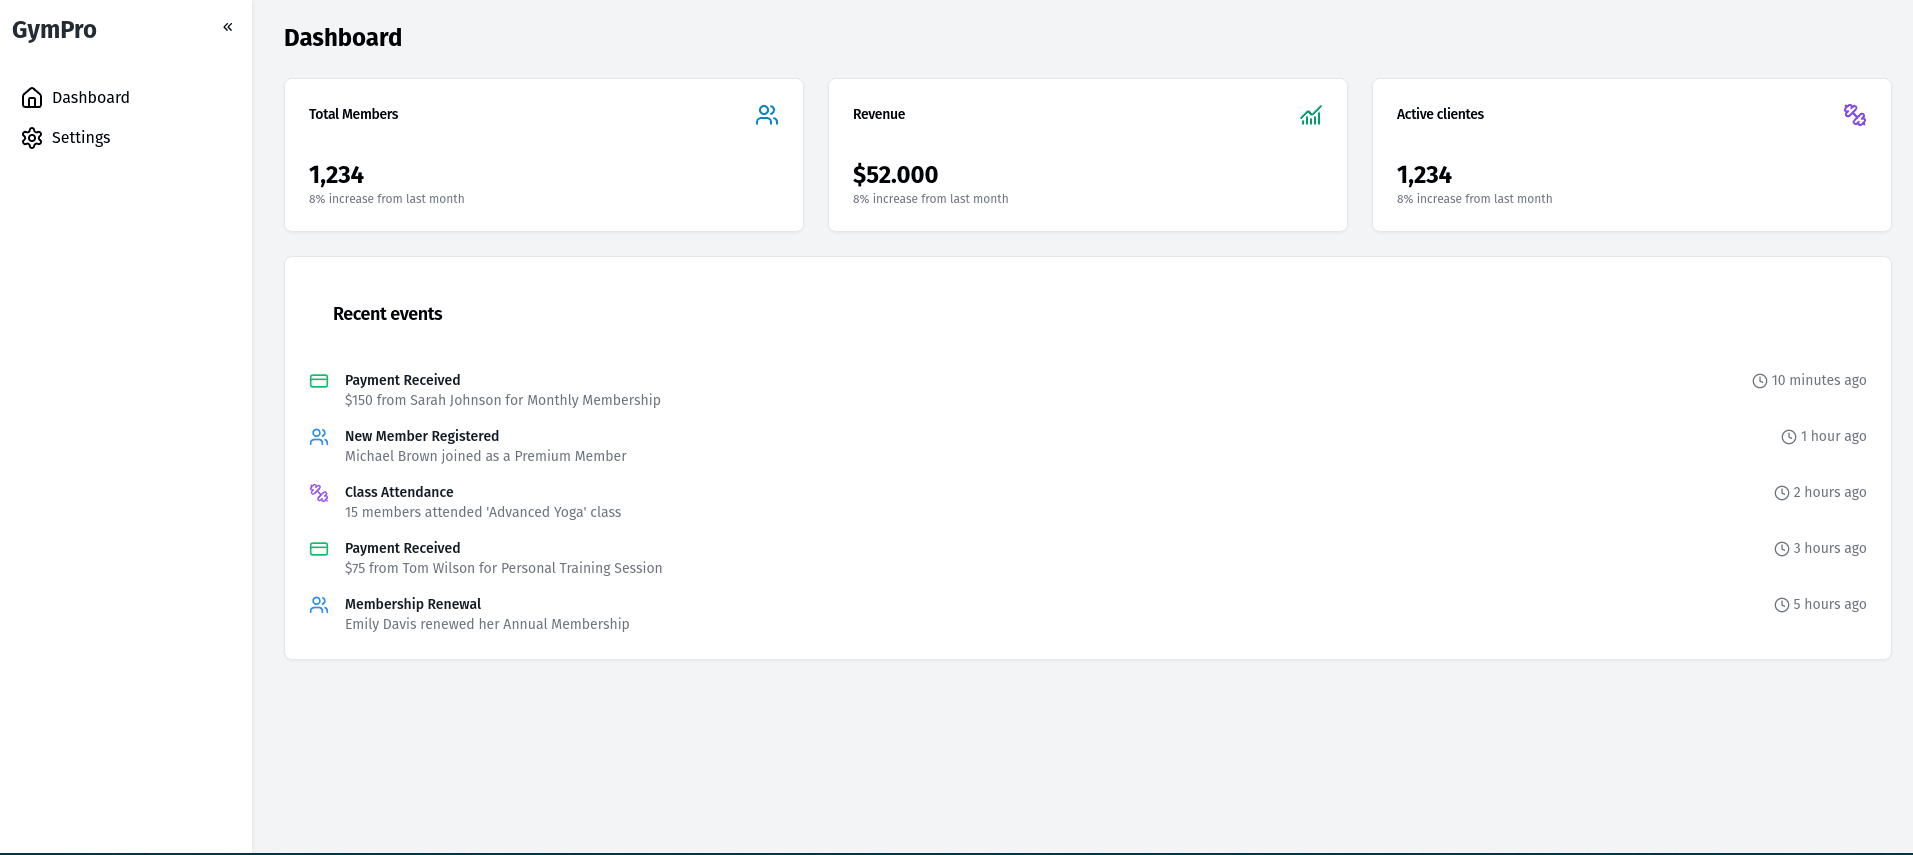 GymPro
«
Dashboard
Settings
Dashboard
Total Members
1,234
8% increase from last month
Revenue
$52.000
8% increase from last month
Active clientes
1,234
8% increase from last month
Recent events
Payment Received
10 minutes ago
$150 from Sarah Johnson for Monthly Membership
New Member Registered
1 hour ago
Michael Brown joined as a Premium Member
Class Attendance
2 hours ago
15 members attended 'Advanced Yoga' class
Payment Received
3 hours ago
$75 from Tom Wilson for Personal Training Session
Membership Renewal
5 hours ago
Emily Davis renewed her Annual Membership